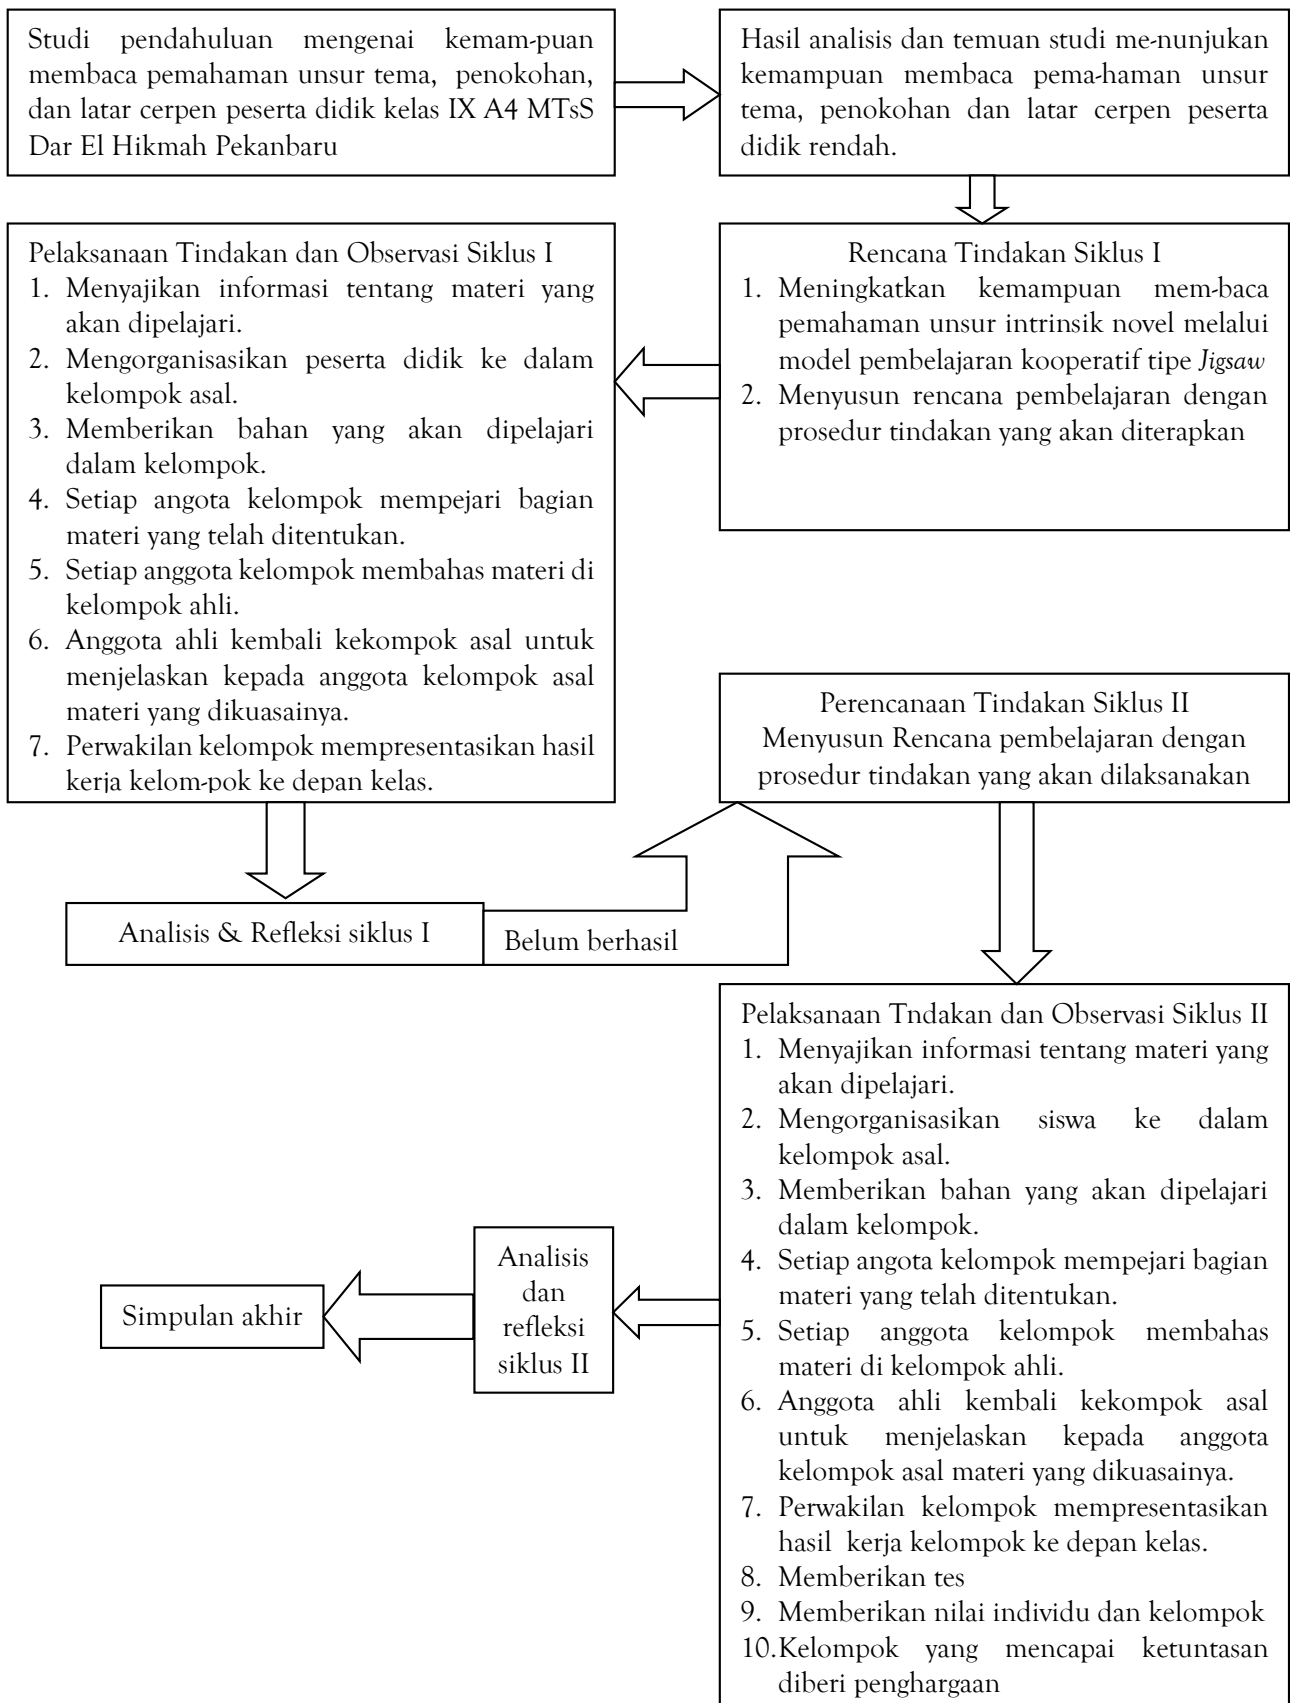 Studi pendahuluan mengenai kemam-puan
membaca pemahaman unsur tema, penokohan,
dan latar cerpen peserta didik kelas IX A4 MTsS
Dar El Hikmah Pekanbaru
Hasil analisis dan temuan studi me-nunjukan
kemampuan membaca pema-haman unsur
tema, penokohan dan latar cerpen peserta
didik rendah.
Rencana Tindakan Siklus I
1. Meningkatkan kemampuan mem-baca
pemahaman unsur intrinsik novel melalui
model pembelajaran kooperatif tipe Jigsaw
2. Menyusun rencana pembelajaran dengan
prosedur tindakan yang akan diterapkan
Pelaksanaan Tindakan dan Observasi Siklus I
1. Menyajikan informasi tentang materi yang
akan dipelajari.
2. Mengorganisasikan peserta didik ke dalam
kelompok asal.
3. Memberikan bahan yang akan dipelajari
dalam kelompok.
4. Setiap angota kelompok mempejari bagian
materi yang telah ditentukan.
5. Setiap anggota kelompok membahas materi di
kelompok ahli.
6. Anggota ahli kembali kekompok asal untuk
menjelaskan kepada anggota kelompok asal
materi yang dikuasainya.
7. Perwakilan kelompok mempresentasikan hasil
kerja kelom-pok ke depan kelas.
Analisis & Refleksi siklus I
Belum berhasil
Perencanaan Tindakan Siklus II
Menyusun Rencana pembelajaran dengan
prosedur tindakan yang akan dilaksanakan
Pelaksanaan Tndakan dan Observasi Siklus II
1. Menyajikan informasi tentang materi yang
akan dipelajari.
2. Mengorganisasikan siswa ke dalam
kelompok asal.
3. Memberikan bahan yang akan dipelajari
dalam kelompok.
4. Setiap angota kelompok mempejari bagian
materi yang telah ditentukan.
5. Setiap anggota kelompok membahas
materi di kelompok ahli.
6. Anggota ahli kembali kekompok asal
untuk menjelaskan kepada anggota
kelompok asal materi yang dikuasainya.
7. Perwakilan kelompok mempresentasikan
hasil kerja kelompok ke depan kelas.
8. Memberikan tes
9. Memberikan nilai individu dan kelompok
10.Kelompok yang mencapai ketuntasan
diberi penghargaan
Analisis
dan
refleksi
siklus II
Simpulan akhir